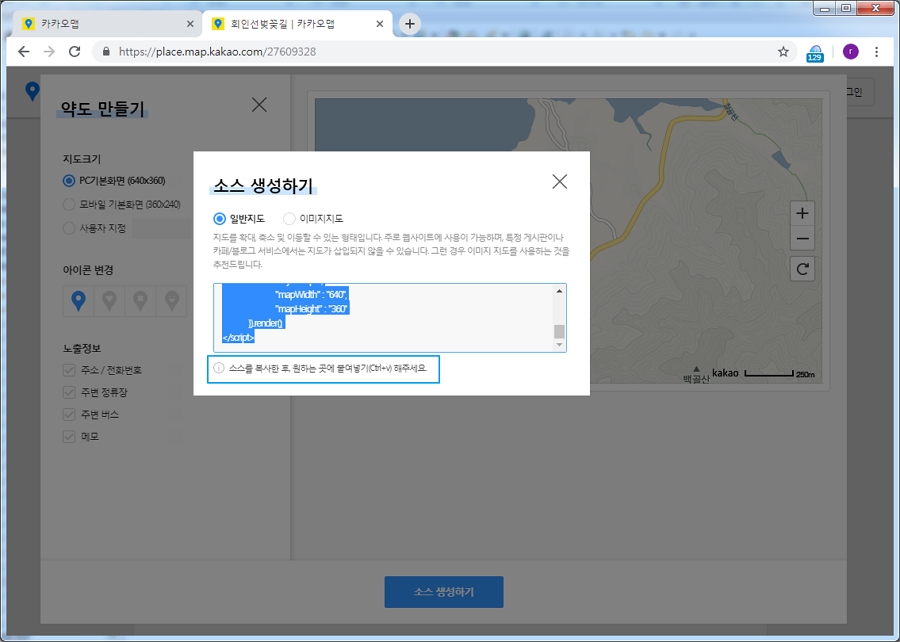 카카오맵
회인선벚꽃길 | 카카오맵
https://place.map.kakao.com/27609328
129
r
그인
약도 만들기
지도크기
PC기본화면 (640x360)
모바일 기본화면 (360x240)
사용자 지정
아이콘 변경
노출정보
주소 / 전화번호
주변 정류장
주변 버스
메모
소스 생성하기
일반지도
이미지지도
지도를 확대, 축소 및 이동할 수 있는 형태입니다. 주로 웹사이트에 사용이 가능하며, 특정 게시판이나
카페/블로그 서비스에서는 지도가 삽입되지 않을 수 있습니다. 그런 경우 이미지 지도를 사용하는 것을
추천드립니다.
"mapWidth" : "640",
"mapHeight" : "360"
}).render();
</script>
소스를 복사한 후, 원하는 곳에 붙여넣기(Ctrl+v) 해주세요.
백골산
kakao
250m
소스 생성하기